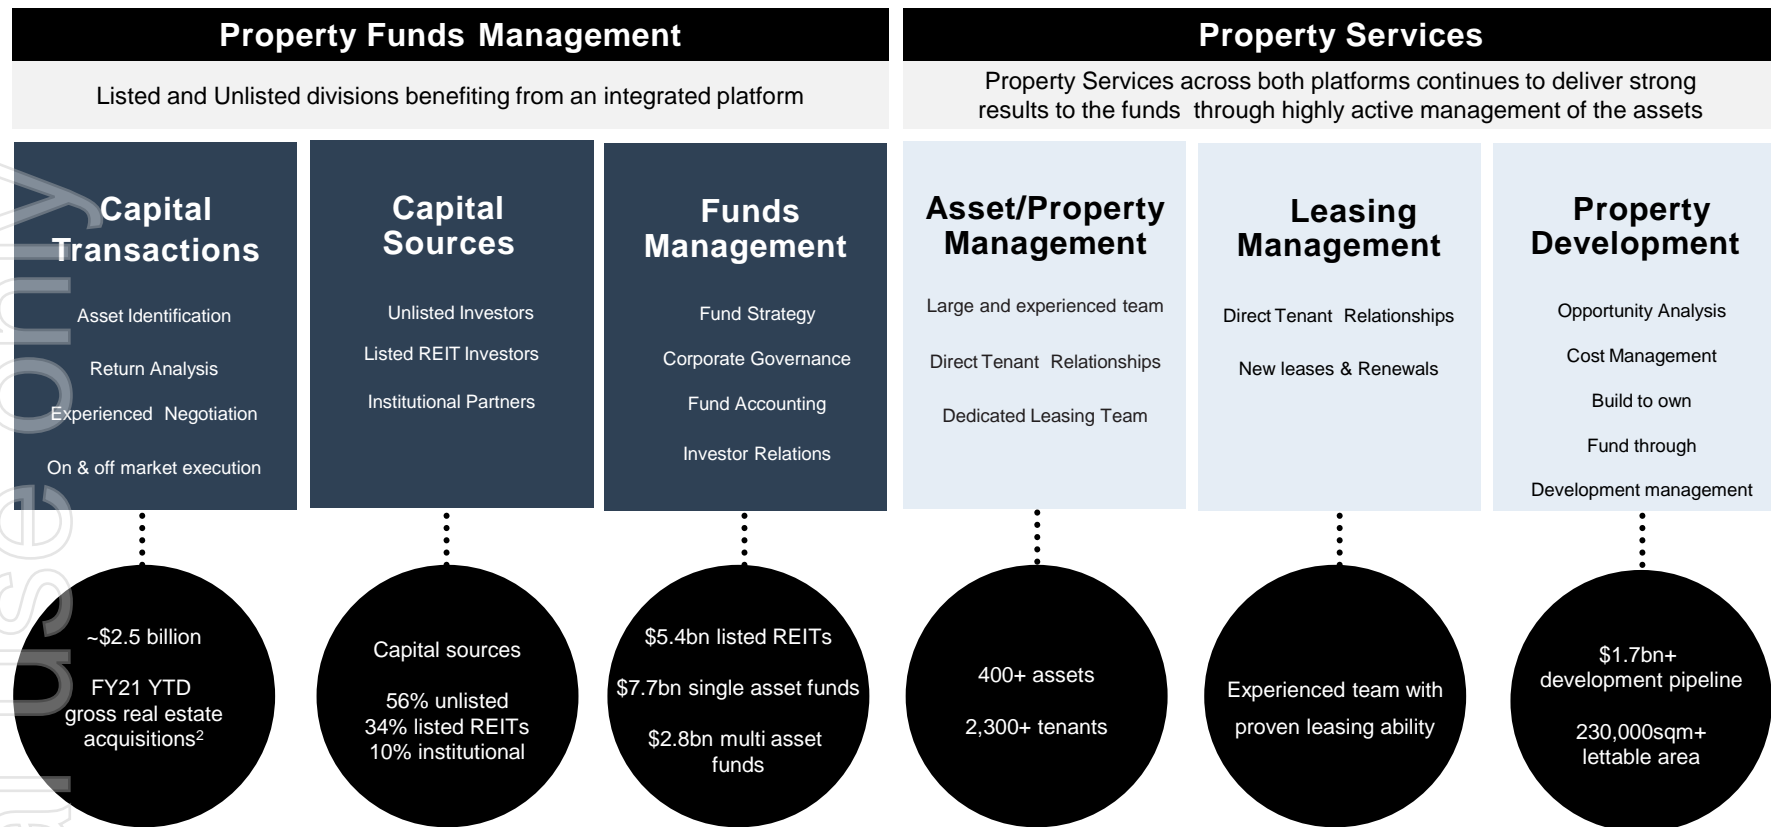 Property Funds Management
Listed and Unlisted divisions benefiting from an integrated platform
Capital
Transactions
Asset Identification
Return Analysis
Experienced Negotiation
On & off market execution
~$2.5 billion
FY21 YTD
gross real estate
acquisitions²
Capital
Sources
Unlisted Investors
Listed REIT Investors
Institutional Partners
Capital sources
56% unlisted
34% listed REITs
10% institutional
Funds
Management
Fund Strategy
Corporate Governance
Fund Accounting
Investor Relations
$5.4bn listed REITs
$7.7bn single asset funds
$2.8bn multi asset
funds
Property Services
Property Services across both platforms continues to deliver strong
results to the funds through highly active management of the assets
Asset/Property
Management
Large and experienced team
Direct Tenant Relationships
Dedicated Leasing Team
400+ assets
2,300+ tenants
Leasing
Management
Direct Tenant Relationships
New leases & Renewals
Experienced team with
proven leasing ability
Property
Development
Opportunity Analysis
Cost Management
Build to own
Fund through
Development management
$1.7bn+
development pipeline
230,000sqm+
lettable area
use only